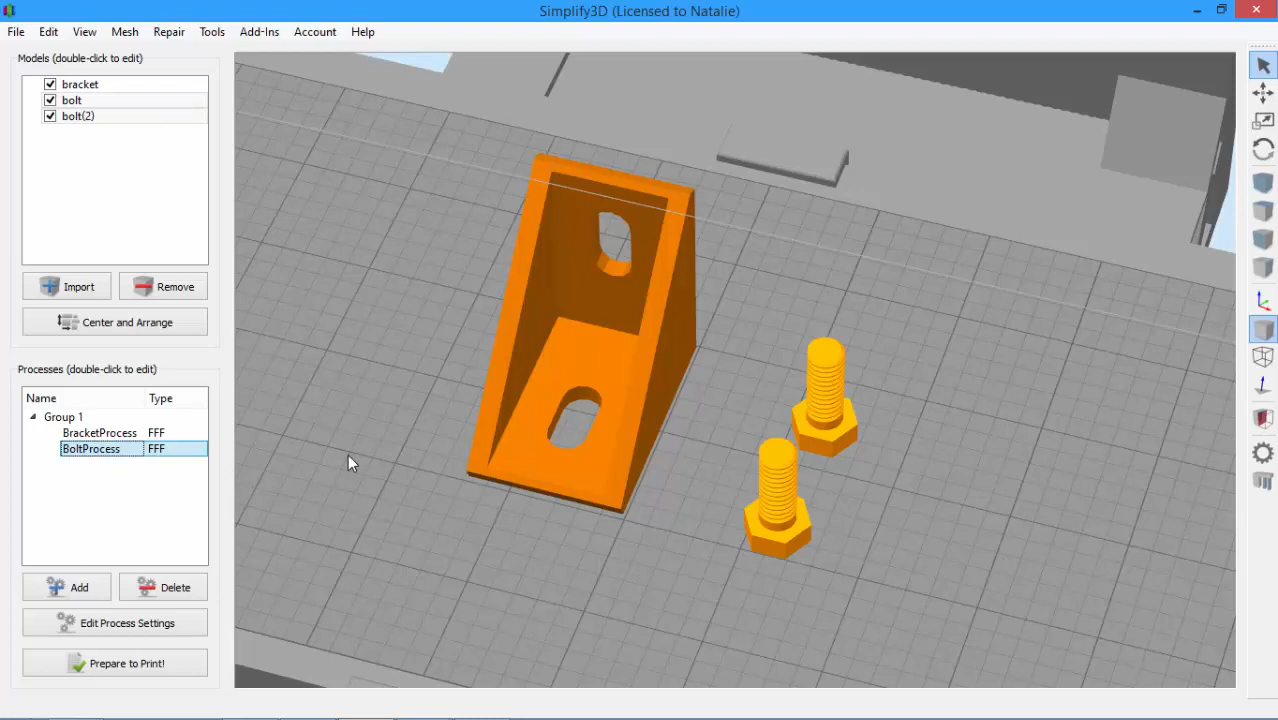 Simplify3D (Licensed to Natalie)
File Edit View Mesh Repair Tools Add-Ins Account Help
Models (double-click to edit)
bracket
bolt
bolt(2)
Import Remove
Center and Arrange
Processes (double-click to edit)
Name Type
Group 1
BracketProcess FFF
BoltProcess FFF
Add Delete
Edit Process Settings
Prepare to Print!